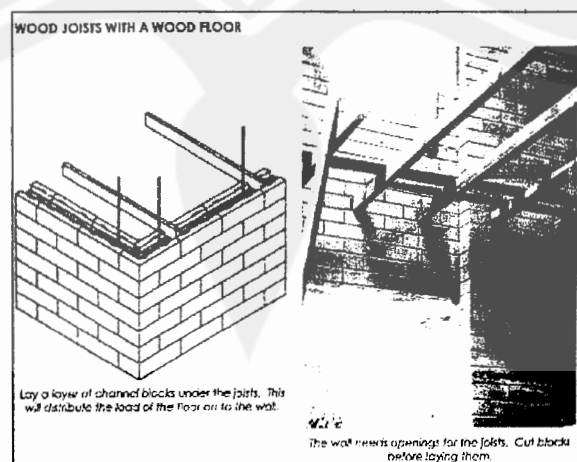 WOOD JOISTS WITH A WOOD FLOOR
Lay a layer of channel blocks under the joists. This
will distribute the load of the floor on to the wall.
The wall needs openings for the joists. Cut blocks
before laying them.